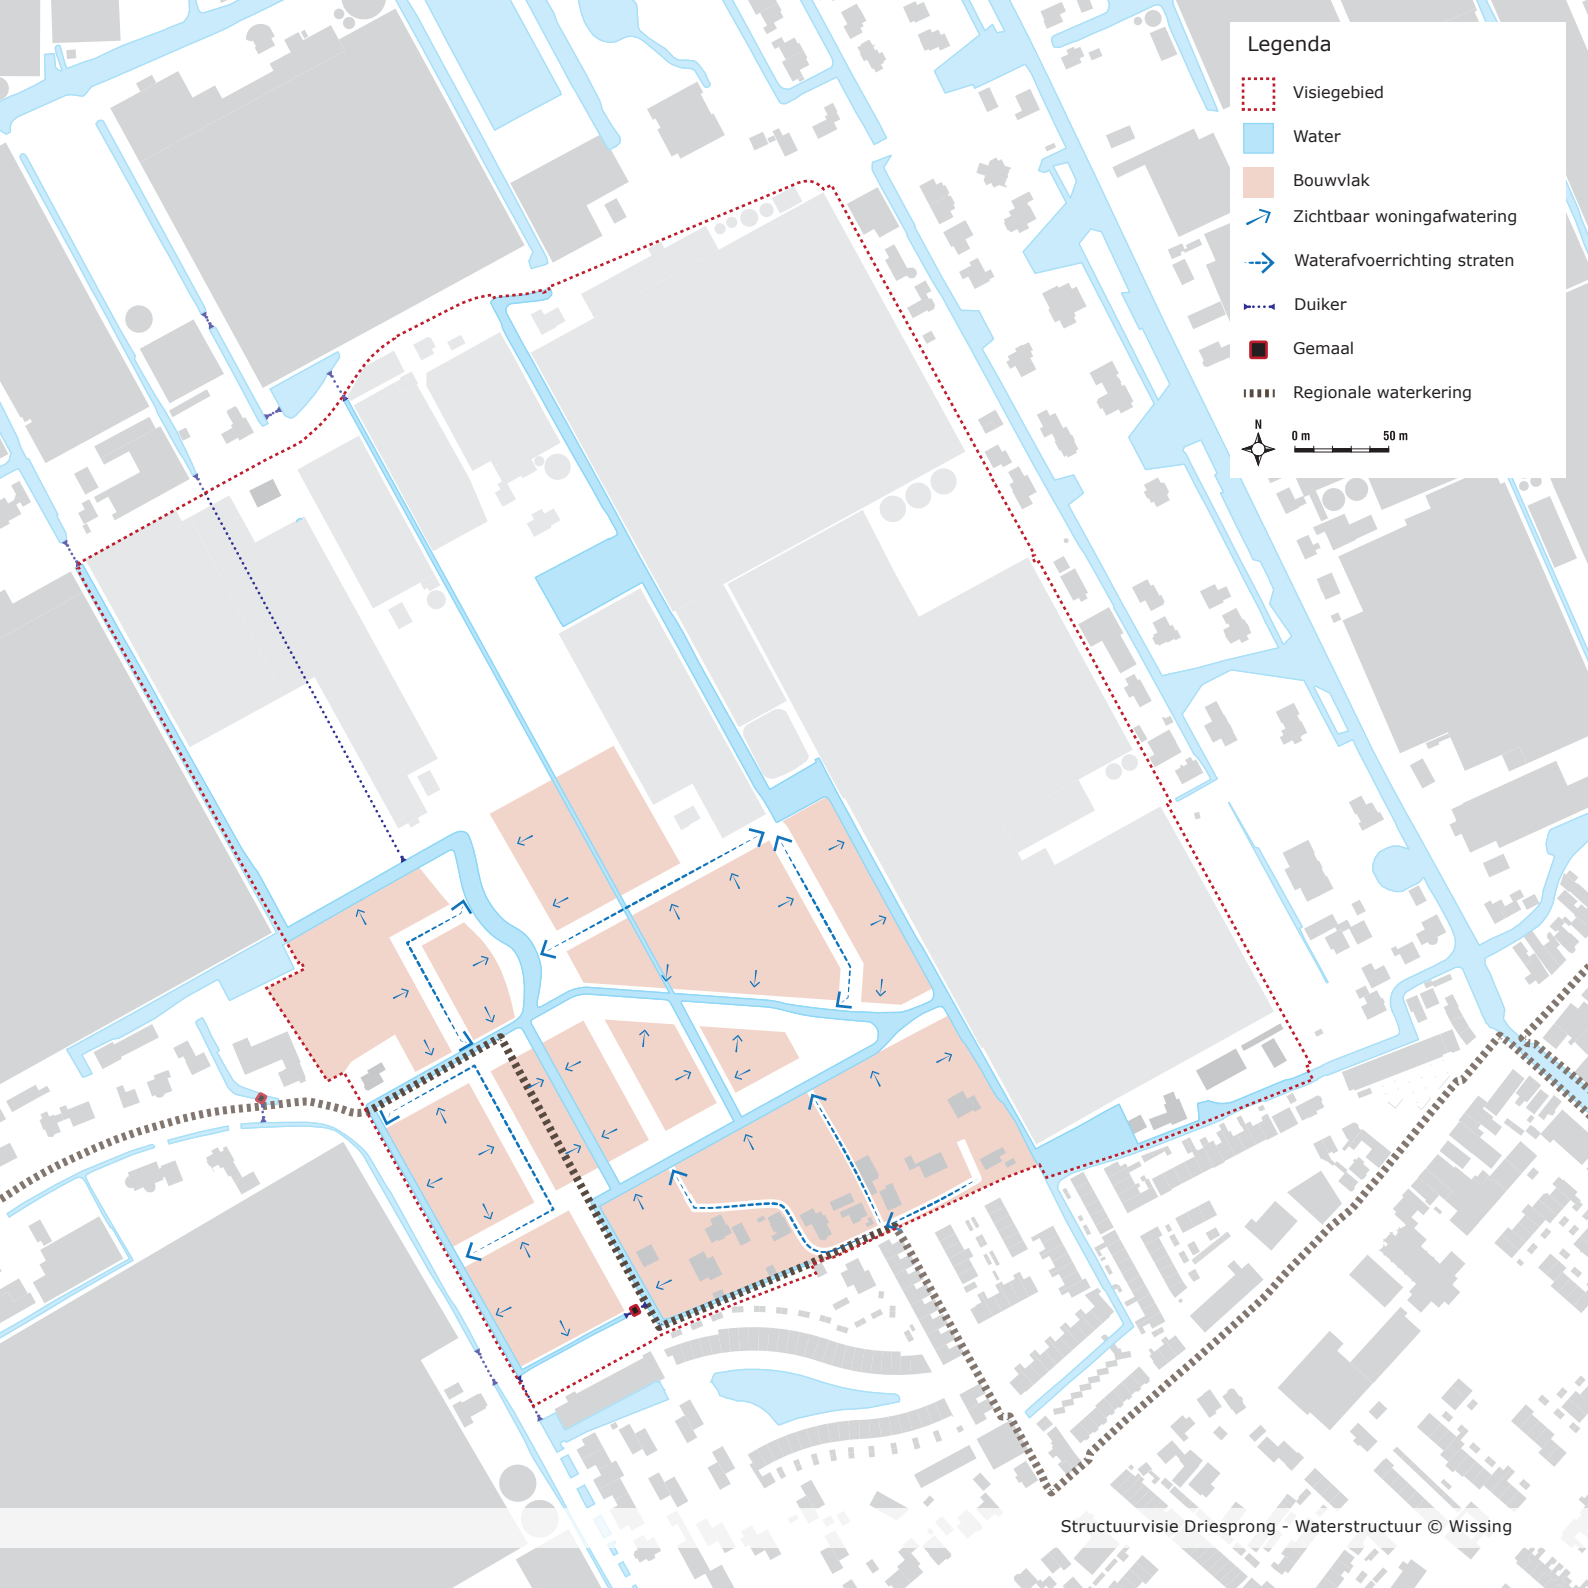 Legenda
Visiegebied
Water
Bouwvlak
Zichtbaar woningafwatering
Waterafvoerrichting straten
Duiker
Gemaal
Regionale waterkering
N
0 m 50 m
Structuurvisie Driesprong - Waterstructuur © Wissing